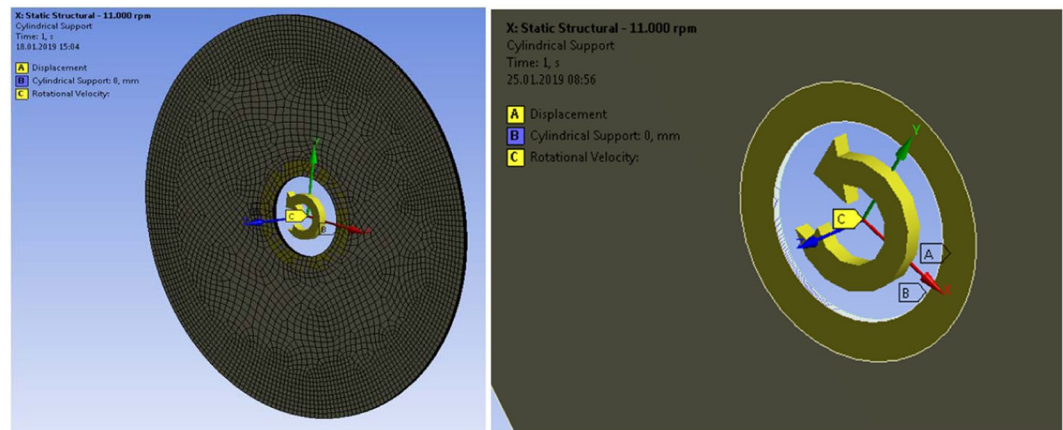 X: Static Structural - 11.000 rpm
Cylindrical Support
Time: 1, s
18.01.2019 15:04
A Displacement
B Cylindrical Support: 0, mm
C Rotational Velocity:
Y
C
X
B
X: Static Structural - 11.000 rpm
Cylindrical Support
Time: 1, s
25.01.2019 08:56
A Displacement
B Cylindrical Support: 0, mm
C Rotational Velocity:
Y
C
A
B
X